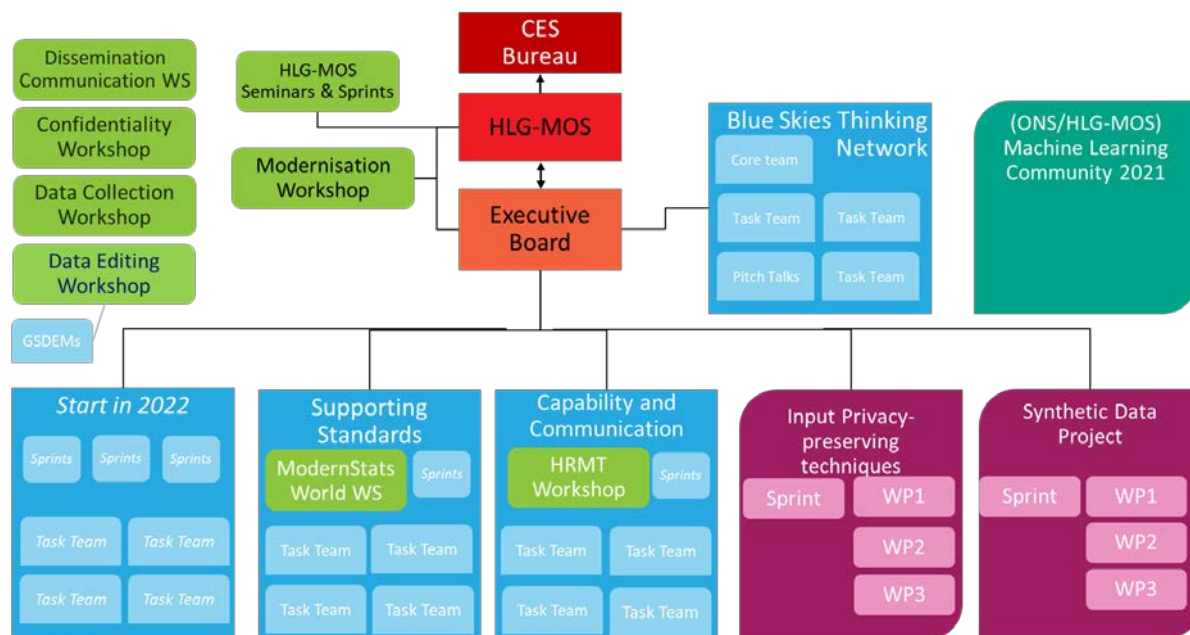 CES
Bureau
Dissemination
Communication WS
HLG-MOS
Seminars & Sprints
HLG-MOS
Blue Skies Thinking
Network
(ONS/HLG-MOS)
Machine Learning
Community 2021
Confidentiality
Workshop
Modernisation
Workshop
Core team
Data Collection
Workshop
Executive
Board
Task Team
Task Team
Data Editing
Workshop
Pitch Talks
Task Team
GSDEMs
Start in 2022
Sprints
Sprints
Sprints
Task Team
Task Team
Task Team
Task Team
Supporting
Standards
ModernStats
World WS
Sprints
Task Team
Task Team
Task Team
Task Team
Capability and
Communication
HRMT
Workshop
Sprints
Task Team
Task Team
Task Team
Task Team
Input Privacy-
preserving
techniques
Sprint
WP1
WP2
WP3
Synthetic Data
Project
Sprint
WP1
WP2
WP3